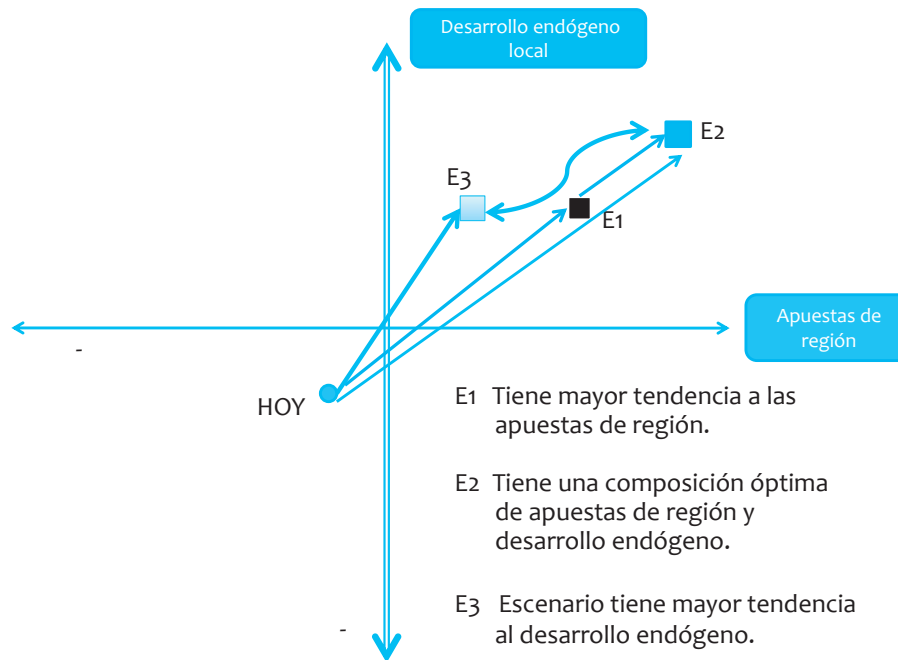 Desarrollo endógeno
local
E2
E3
E1
Apuestas de
región
-
HOY
E1 Tiene mayor tendencia a las
apuestas de región.
E2 Tiene una composición óptima
de apuestas de región y
desarrollo endógeno.
E3 Escenario tiene mayor tendencia
al desarrollo endógeno.
-